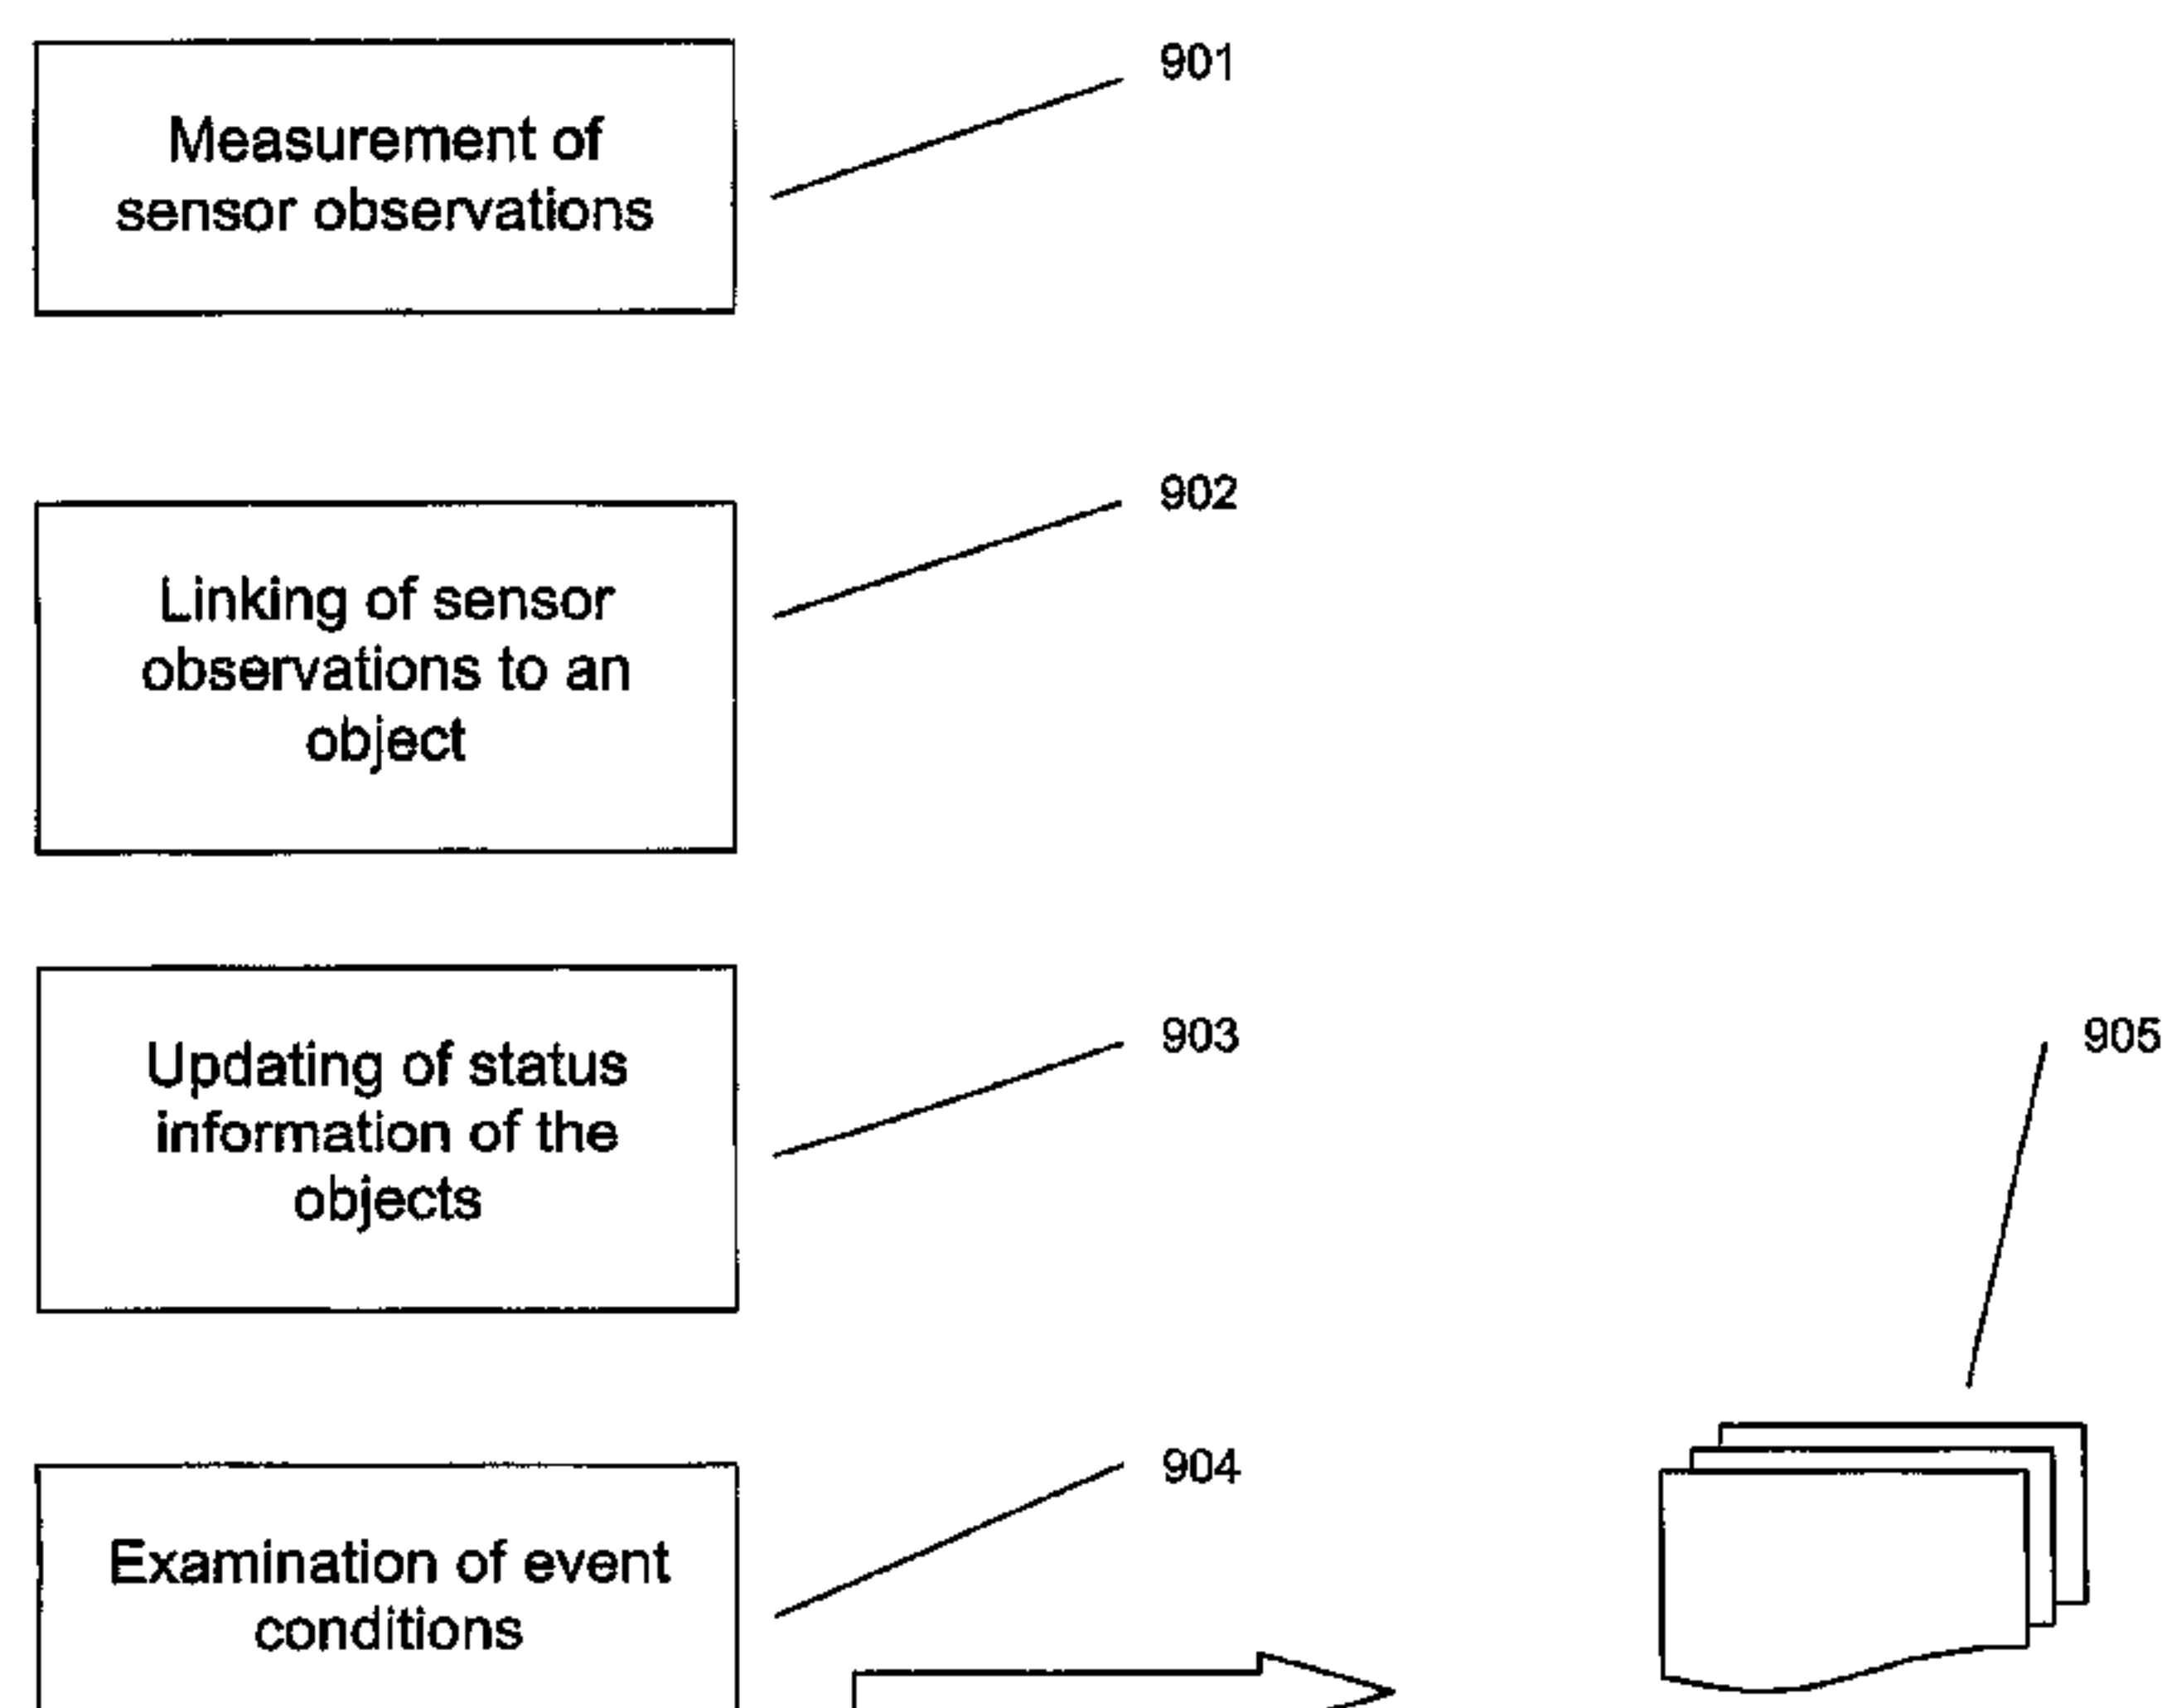 901
Measurement of
sensor observations
902
Linking of sensor
observations to an
object
903
905
Updating of status
information of the
objects
904
Examination of event
conditions